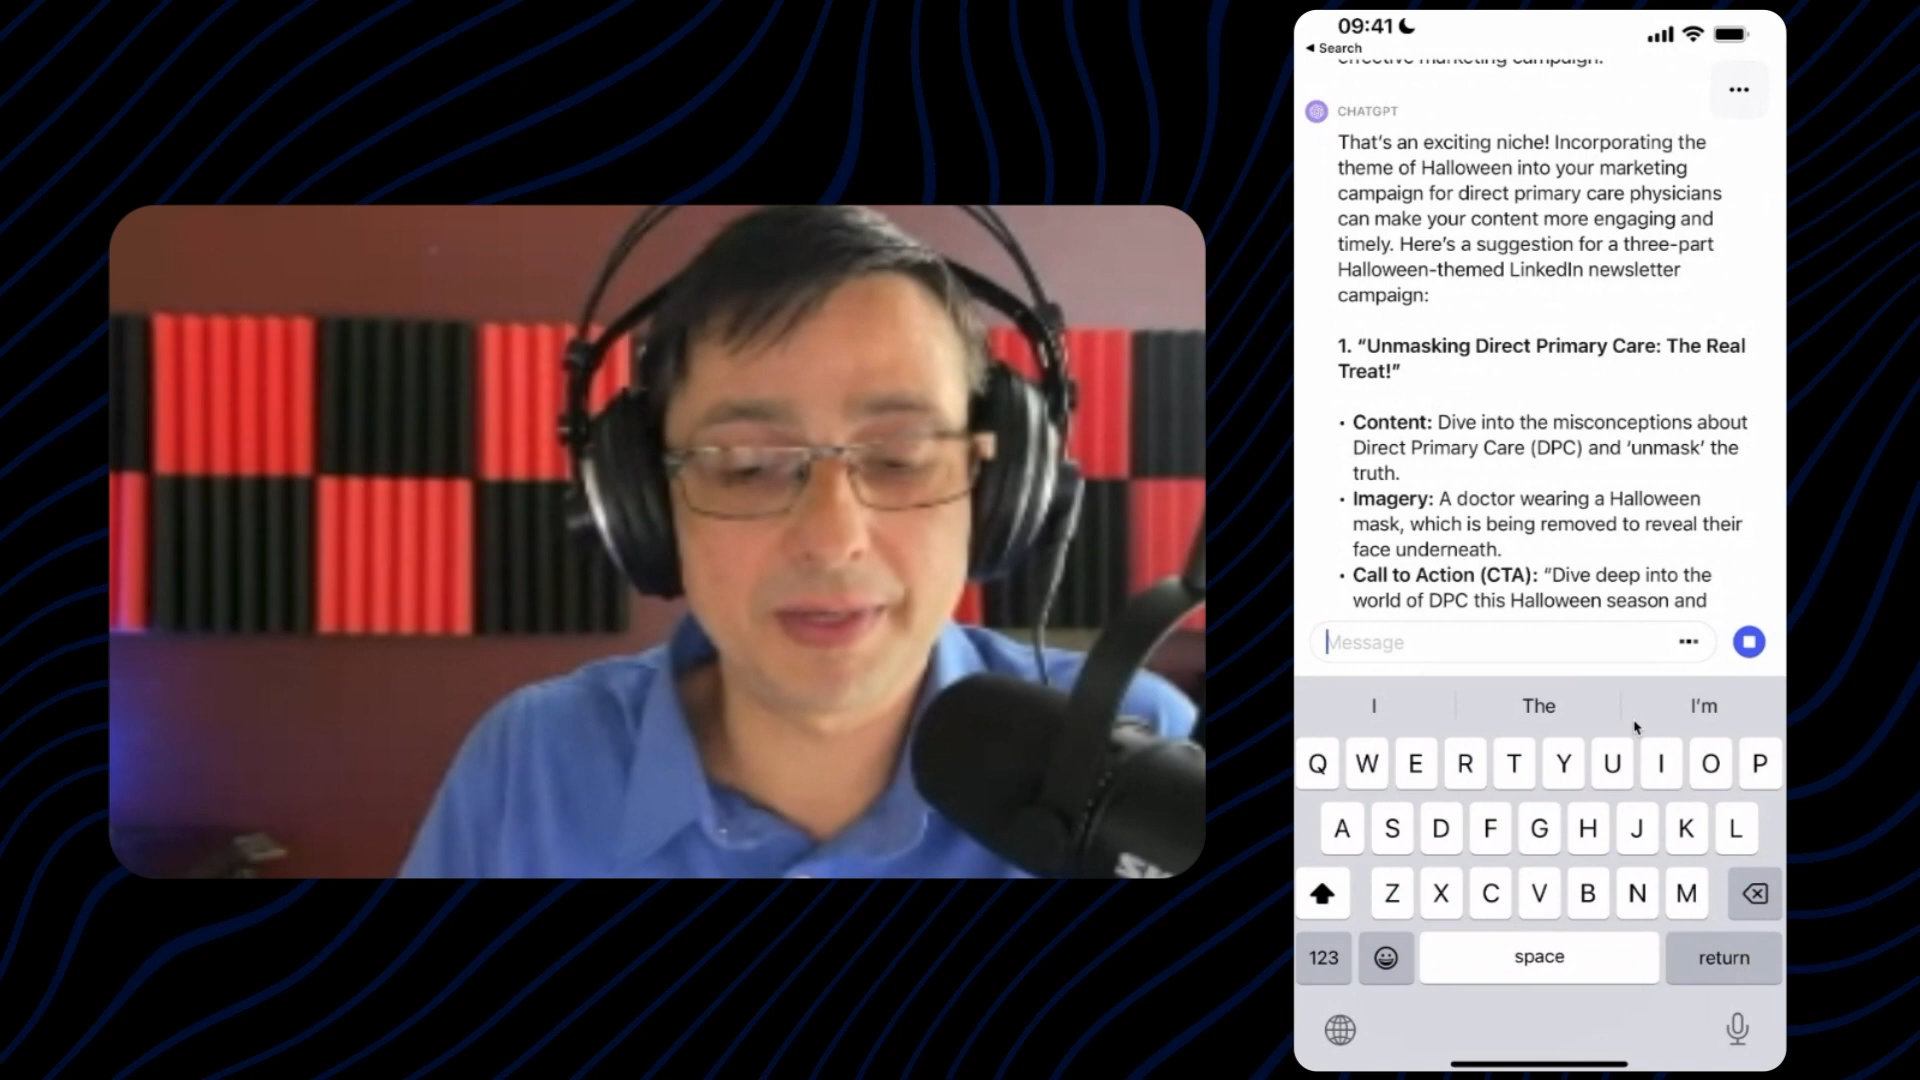 09:41
Search
effective marketing campaign.
CHATGPT
That's an exciting niche! Incorporating the
theme of Halloween into your marketing
campaign for direct primary care physicians
can make your content more engaging and
timely. Here's a suggestion for a three-part
Halloween-themed LinkedIn newsletter
campaign:
1. “Unmasking Direct Primary Care: The Real
Treat!”
• Content: Dive into the misconceptions about
Direct Primary Care (DPC) and ‘unmask’ the
truth.
• Imagery: A doctor wearing a Halloween
mask, which is being removed to reveal their
face underneath.
• Call to Action (CTA): “Dive deep into the
world of DPC this Halloween season and
Message
I The I'm
Q W E R T Y U I O P
A S D F G H J K L
Z X C V B N M
123 space return